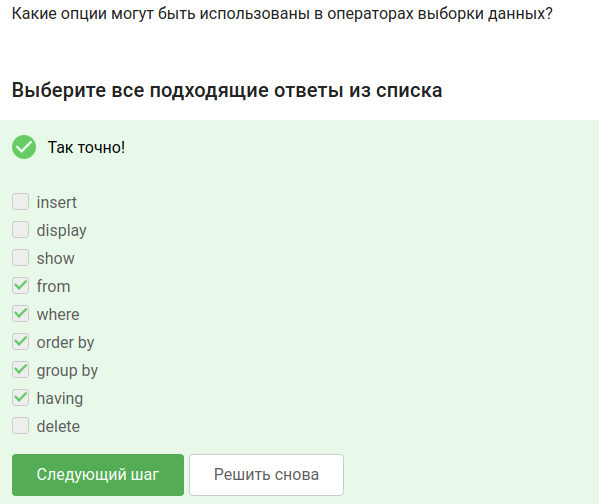 Какие опции могут быть использованы в операторах выборки данных?
Выберите все подходящие ответы из списка
Так точно!
insert
display
show
from
where
order by
group by
having
delete
Следующий шаг
Решить снова